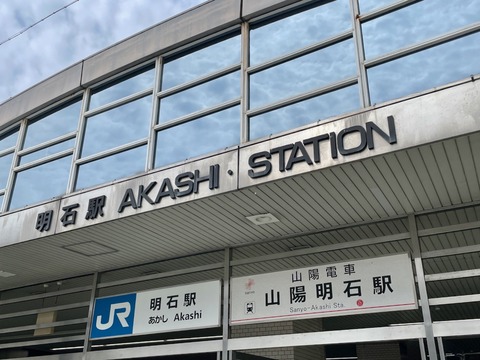 明石駅 AKASHI・STATION
JR
明石駅
あかし Akashi
山陽電車
山陽明石駅
Sanyo-Akashi Sta.